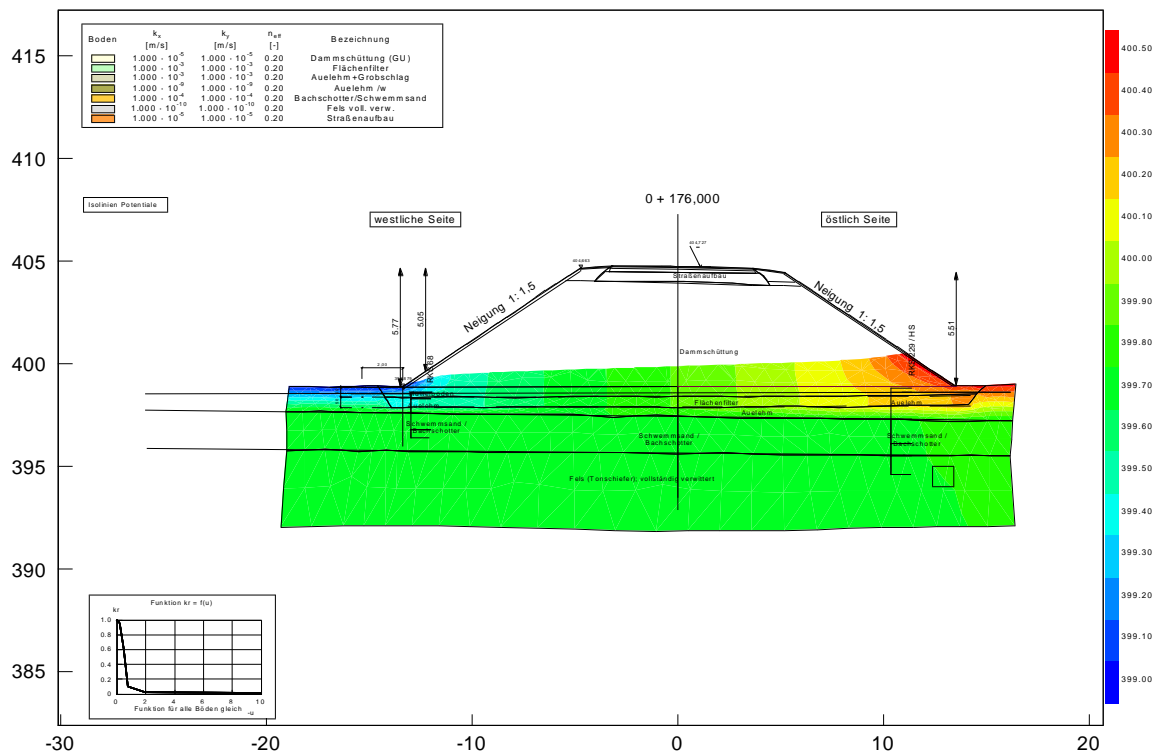 Boden kx [m/s] ky [m/s] neff [-] Bezeichnung
1.000 · 10-5 1.000 · 10-5 0.20 Dammschüttung (GU)
1.000 · 10-3 1.000 · 10-3 0.20 Flächenfilter
1.000 · 10-3 1.000 · 10-3 0.20 Auelehm+Grobschlag
1.000 · 10-9 1.000 · 10-9 0.20 Auelehm /w
1.000 · 10-4 1.000 · 10-4 0.20 Bachschotter/Schwemmsand
1.000 · 10-10 1.000 · 10-10 0.20 Fels voll. verw.
1.000 · 10-5 1.000 · 10-5 0.20 Straßenaufbau
Isolinien Potentiale
westliche Seite
0 + 176,000
östlich Seite
404,727
Straßenaufbau
Neigung 1: 1,5
Neigung 1: 1,5
5.77
5.05
5.51
2,00
Dammschüttung
Flächenfilter
Auelehm
Auelehm
Auelehm
Schwemmsand /
Bachschotter
Schwemmsand /
Bachschotter
Schwemmsand /
Bachschotter
Fels (Tonschiefer); vollständig verwittert
415
410
405
400
395
390
385
-30
-20
-10
0
10
20
400.50
400.40
400.30
400.20
400.10
400.00
399.90
399.80
399.70
399.60
399.50
399.40
399.30
399.20
399.10
399.00
Funktion kr = f(u)
kr
1.0
0.8
0.6
0.4
0.2
0
0 2 4 6 8 10
Funktion für alle Böden gleich
-u